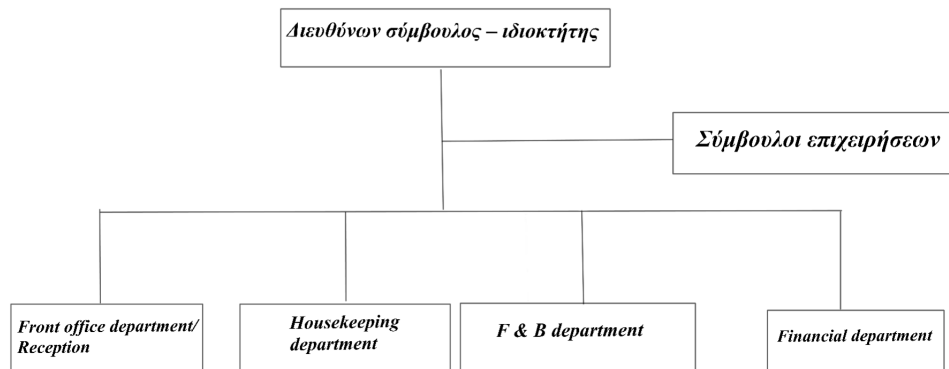 Διευθύνων σύμβουλος – ιδιοκτήτης
Σύμβουλοι επιχειρήσεων
Front office department/
Reception
Housekeeping
department
F & B department
Financial department